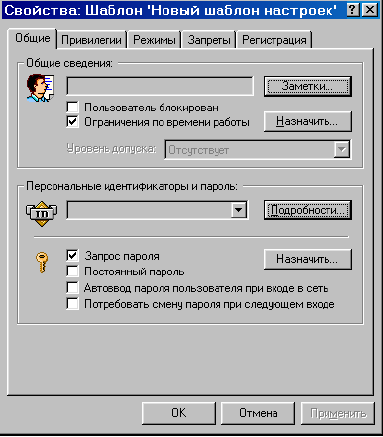 Свойства: Шаблон 'Новый шаблон настроек' ? ×
Общие Привилегии Режимы Запреты Регистрация
Общие сведения:
Заметки...
Пользователь блокирован
Ограничения по времени работы Назначить...
Уровень допуска: Отсутствует
Персональные идентификаторы и пароль:
ID Подробности...
Запрос пароля Назначить...
Постоянный пароль
Автоввод пароля пользователя при входе в сеть
Потребовать смену пароля при следующем входе
OK Отмена Применить